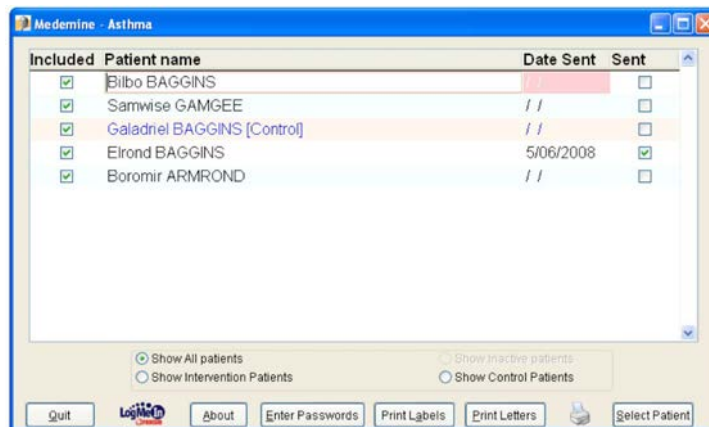 Medemine - Asthma
Included Patient name Date Sent Sent
Bilbo BAGGINS / /
Samwise GAMGEE / /
Galadriel BAGGINS [Control] / /
Elrond BAGGINS 5/06/2008
Boromir ARMROND / /
Show All patients Show Inactive patients
Show Intervention Patients Show Control Patients
Quit LogMeIn About Enter Passwords Print Labels Print Letters Select Patient